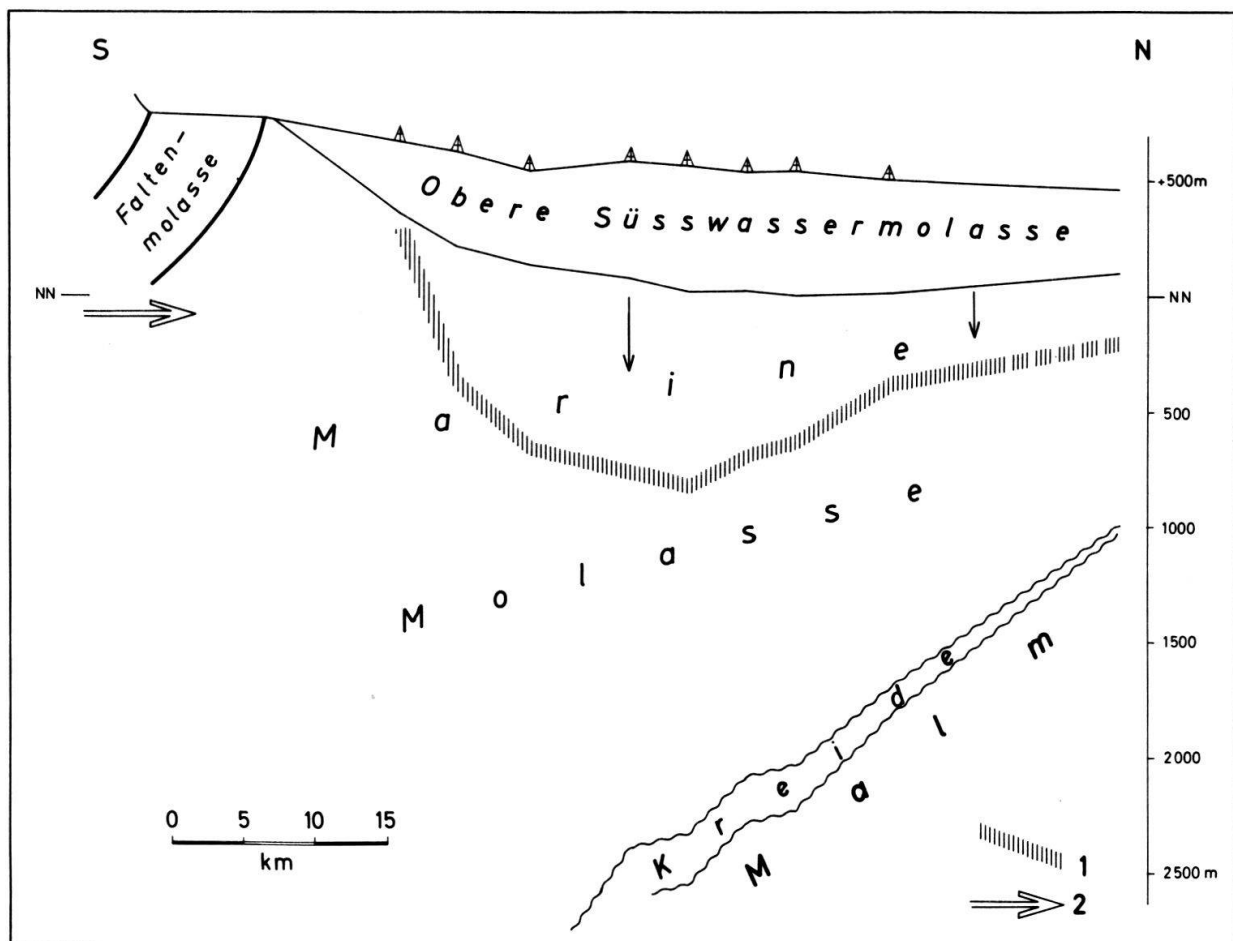 S
N
Falten-
molasse
Obere Süsswassermolasse
+500m
NN
NN
Marine
500
Molasse
1000
1500
2000
2500 m
Kreide
Malm
0 5 10 15
km
1
2